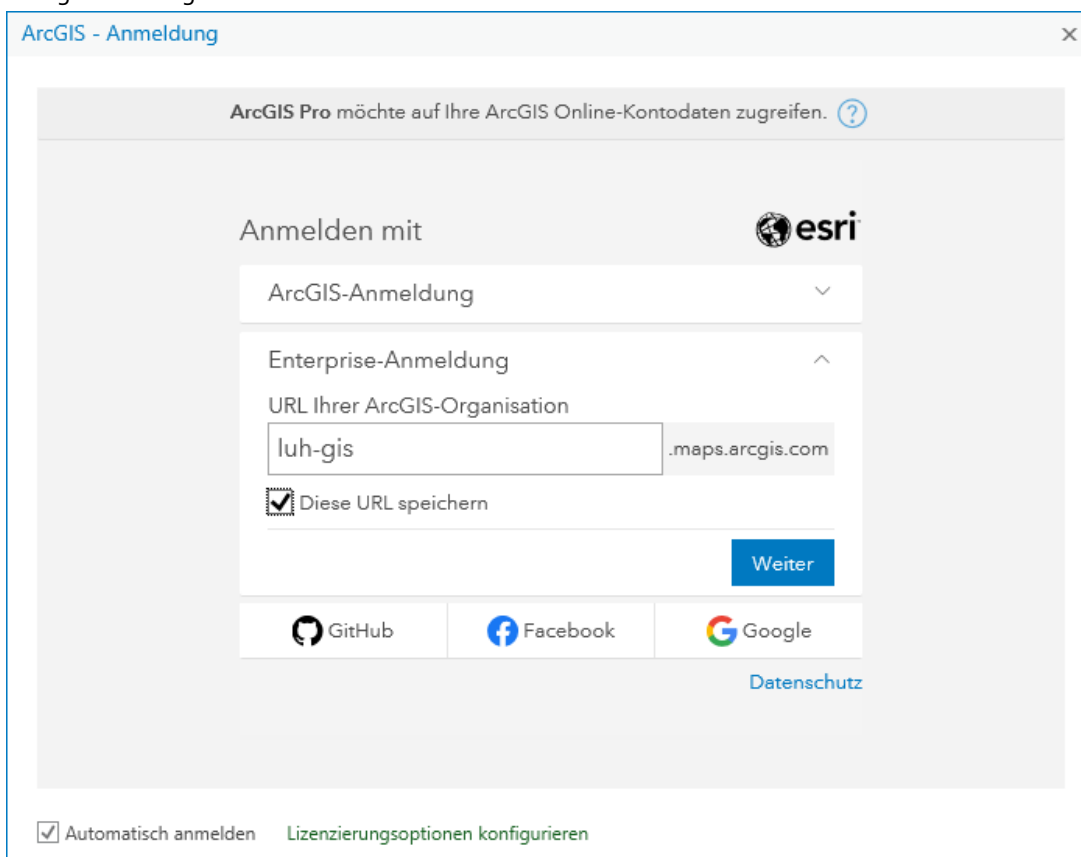 ArcGIS - Anmeldung
ArcGIS Pro möchte auf Ihre ArcGIS Online-Kontodaten zugreifen. ?
Anmelden mit esri
ArcGIS-Anmeldung
Enterprise-Anmeldung
URL Ihrer ArcGIS-Organisation
luh-gis .maps.arcgis.com
Diese URL speichern
Weiter
GitHub Facebook Google
Datenschutz
Automatisch anmelden Lizenzierungsoptionen konfigurieren